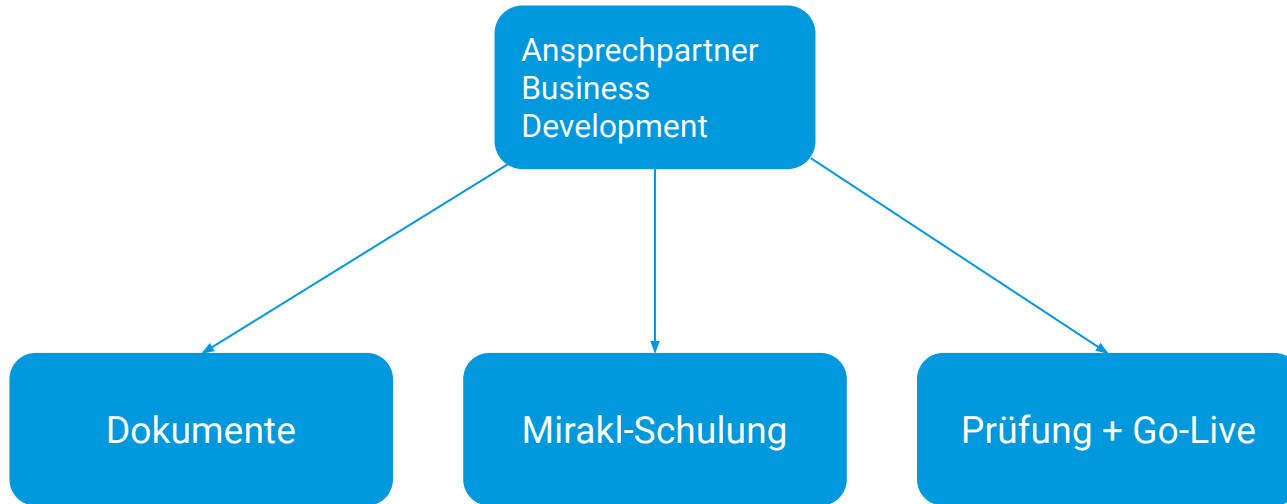 Ansprechpartner
Business
Development
Dokumente
Mirakl-Schulung
Prüfung + Go-Live